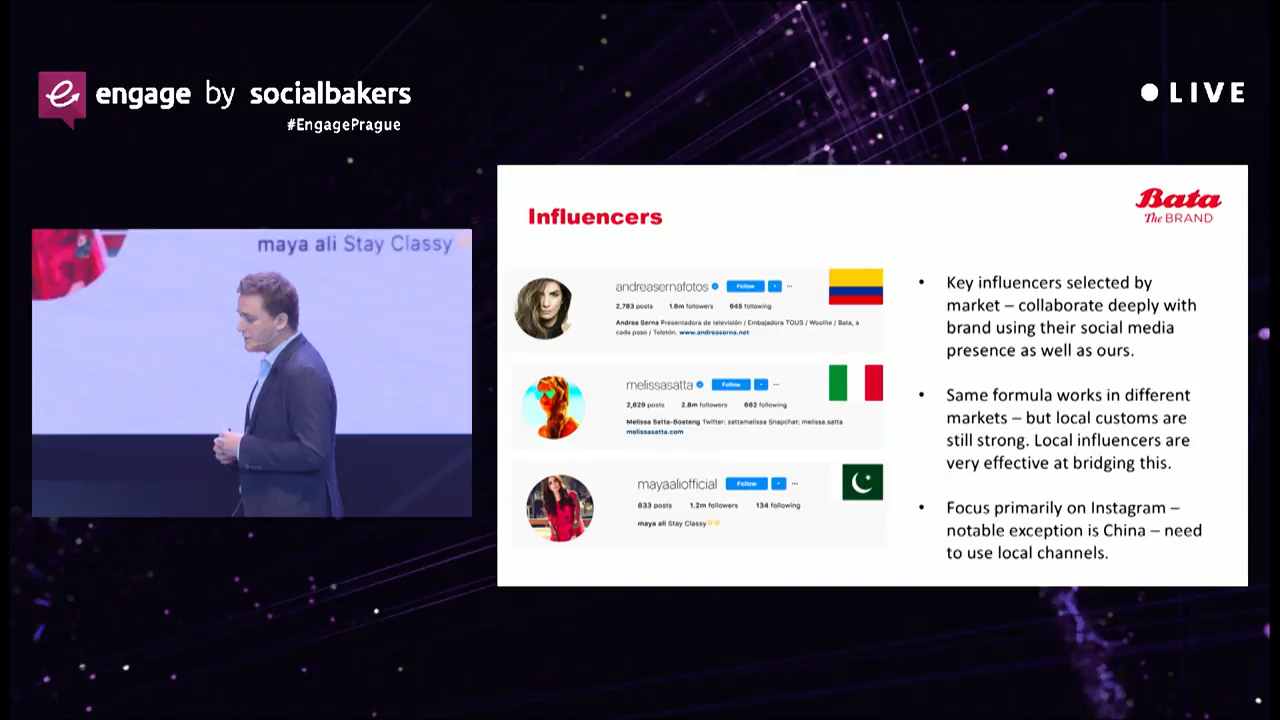 engage by socialbakers
#EngagePrague
LIVE
maya ali Stay Classy
Influencers
Bata
The BRAND
andreasernafotos
Follow
2,783 posts 1.6m followers 645 following
Andrea Serna Presentadora de televisión / Embajadora TOUS / Woolite / Bata, a
cada paso / Teletón. www.andreaserna.net
melissasatta
Follow
2,829 posts 2.8m followers 662 following
Melissa Satta-Boateng Twitter: sattamelissa Snapchat: melissa.satta
melissasatta.com
mayaaliofficial
Follow
833 posts 1.2m followers 134 following
maya ali Stay Classy
• Key influencers selected by
market – collaborate deeply with
brand using their social media
presence as well as ours.
• Same formula works in different
markets – but local customs are
still strong. Local influencers are
very effective at bridging this.
• Focus primarily on Instagram –
notable exception is China – need
to use local channels.